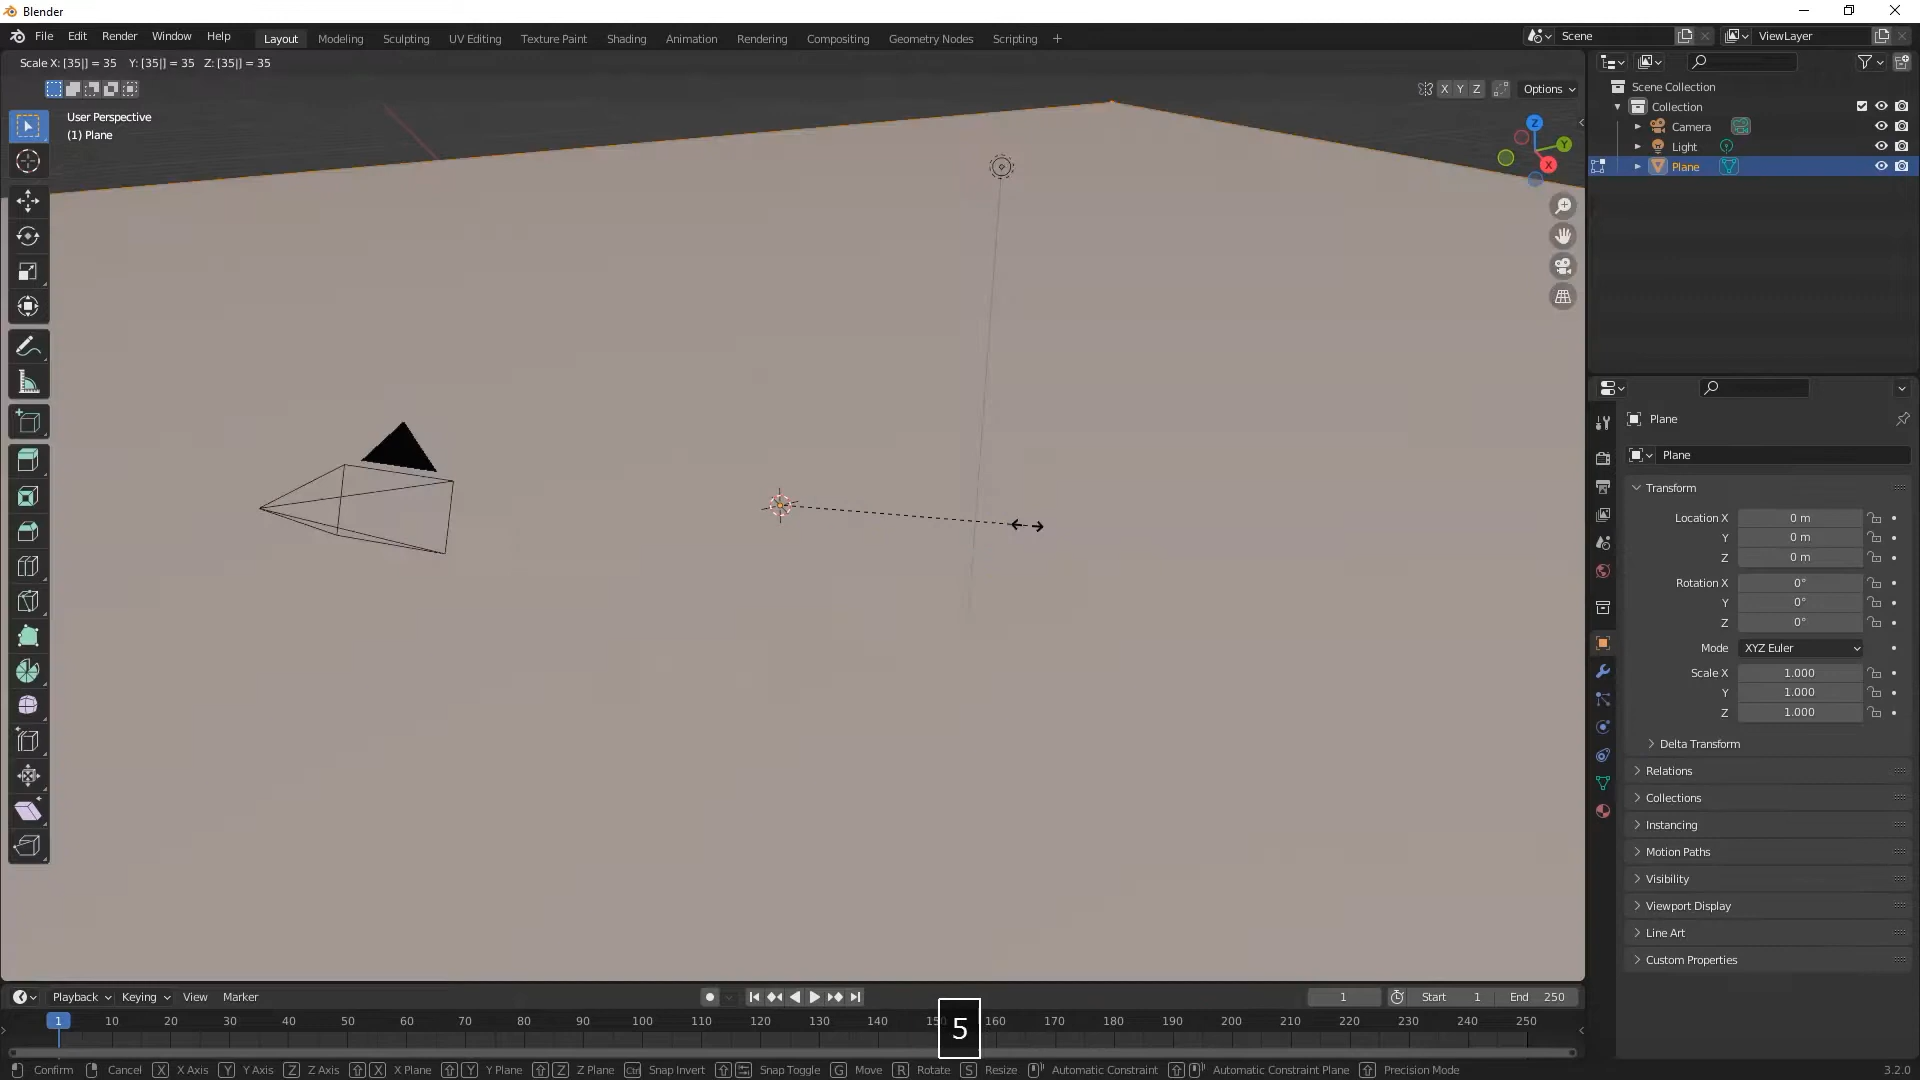 Blender
File Edit Render Window Help Layout Modeling Sculpting UV Editing Texture Paint Shading Animation Rendering Compositing Geometry Nodes Scripting + Scene ViewLayer
Scale X: [35|] = 35 Y: [35|] = 35 Z: [35|] = 35
X Y Z Options
User Perspective
(1) Plane
Z
Y
X
Scene Collection
Collection
Camera
Light
Plane
Plane
Plane
Transform
Location X 0 m
Y 0 m
Z 0 m
Rotation X 0°
Y 0°
Z 0°
Mode XYZ Euler
Scale X 1.000
Y 1.000
Z 1.000
Delta Transform
Relations
Collections
Instancing
Motion Paths
Visibility
Viewport Display
Line Art
Custom Properties
Playback Keying View Marker 1 Start 1 End 250
1 10 20 30 40 50 60 70 80 90 100 110 120 130 140 150 160 170 180 190 200 210 220 230 240 250
5
Confirm Cancel X X Axis Y Y Axis Z Z Axis X X Plane Y Y Plane Z Z Plane Ctrl Snap Invert Snap Toggle G Move R Rotate S Resize Automatic Constraint Automatic Constraint Plane Precision Mode 3.2.0